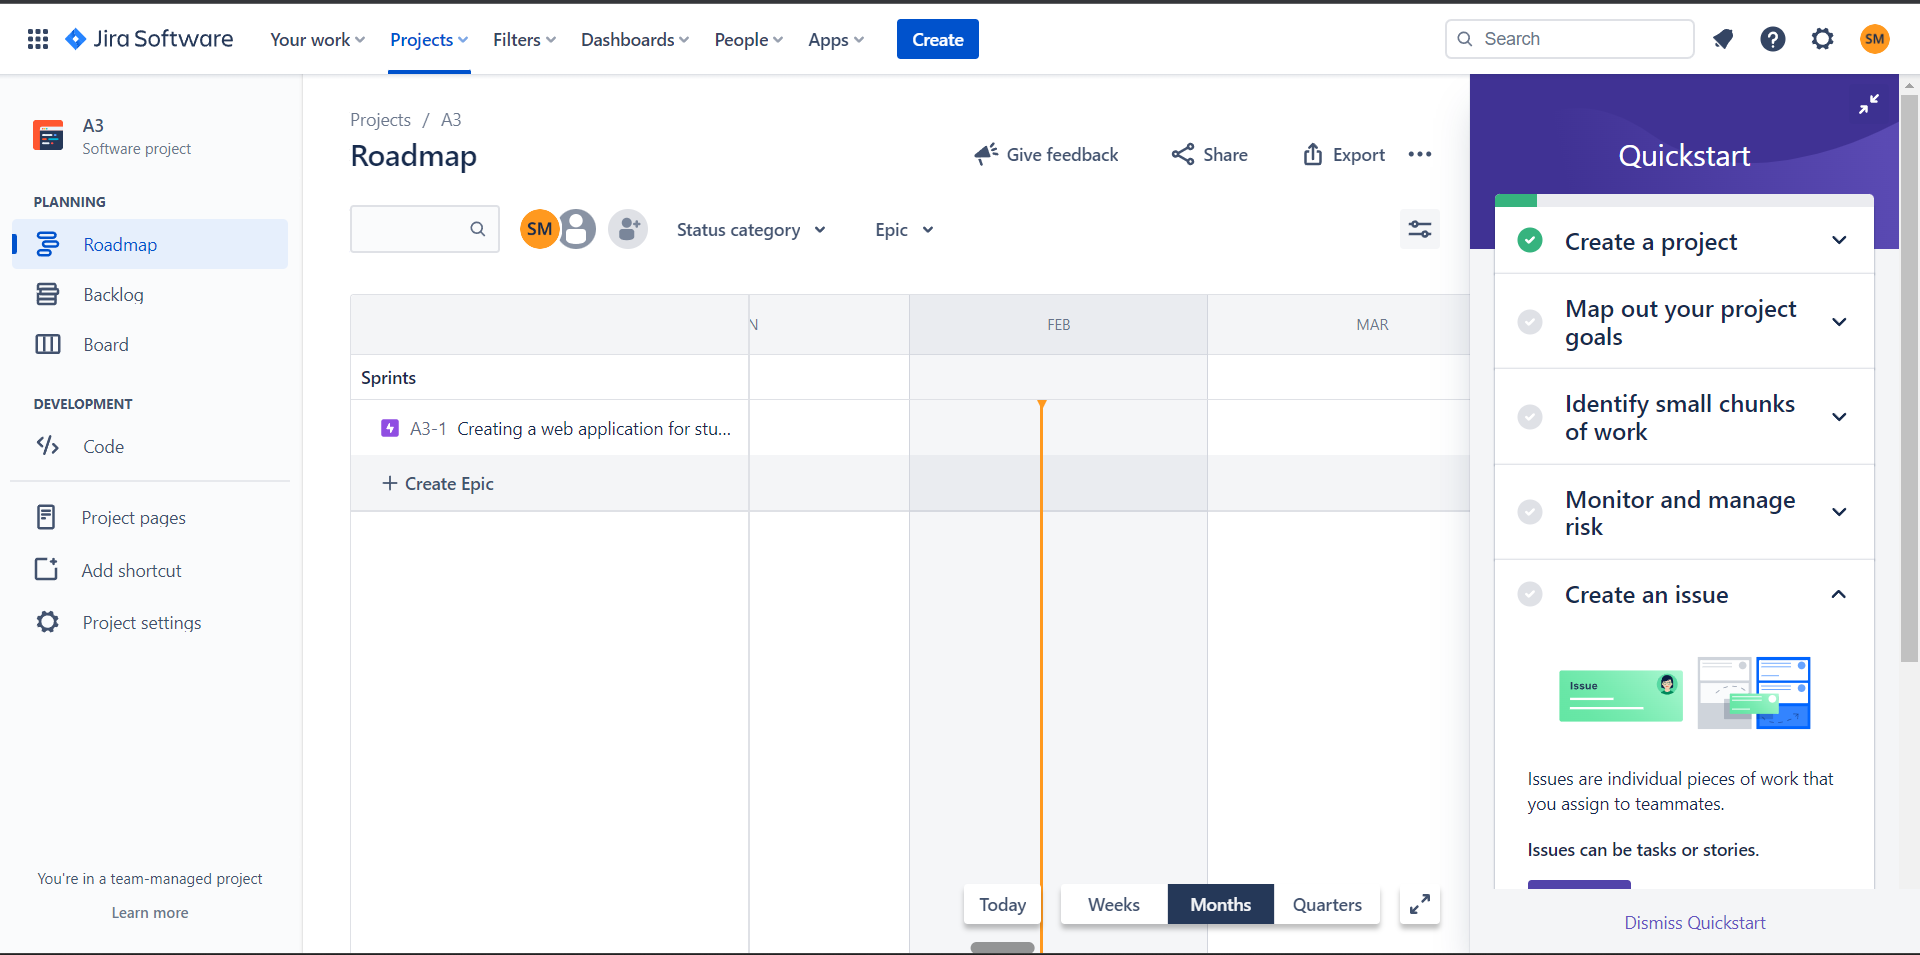 Jira Software
Your work
Projects
Filters
Dashboards
People
Apps
Create
Search
SM
A3
Software project
PLANNING
Roadmap
Backlog
Board
DEVELOPMENT
Code
Project pages
Add shortcut
Project settings
You're in a team-managed project
Learn more
Projects / A3
Roadmap
Give feedback
Share
Export
SM
Status category
Epic
N
FEB
MAR
Sprints
A3-1 Creating a web application for stu...
+ Create Epic
Today
Weeks
Months
Quarters
Quickstart
Create a project
Map out your project
goals
Identify small chunks
of work
Monitor and manage
risk
Create an issue
Issue
Issues are individual pieces of work that
you assign to teammates.
Issues can be tasks or stories.
Dismiss Quickstart